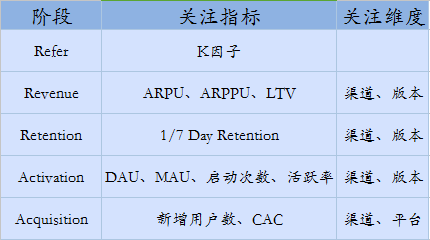 阶段 关注指标 关注维度
Refer K因子
Revenue ARPU、ARPPU、LTV 渠道、版本
Retention 1/7 Day Retention 渠道、版本
Activation DAU、MAU、启动次数、活跃率 渠道、版本
Acquisition 新增用户数、CAC 渠道、平台